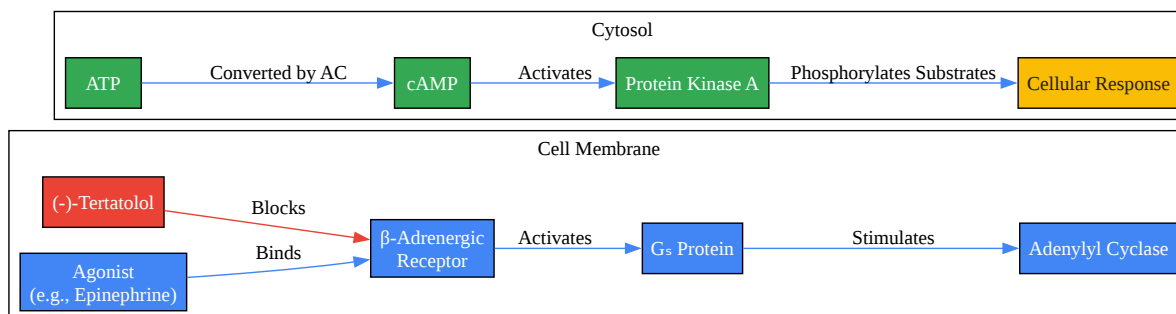 Cytosol
ATP
Converted by AC
cAMP
Activates
Protein Kinase A
Phosphorylates Substrates
Cellular Response
Cell Membrane
(-)-Tertatolol
Blocks
Agonist
(e.g., Epinephrine)
Binds
β-Adrenergic
Receptor
Activates
Gₛ Protein
Stimulates
Adenylyl Cyclase